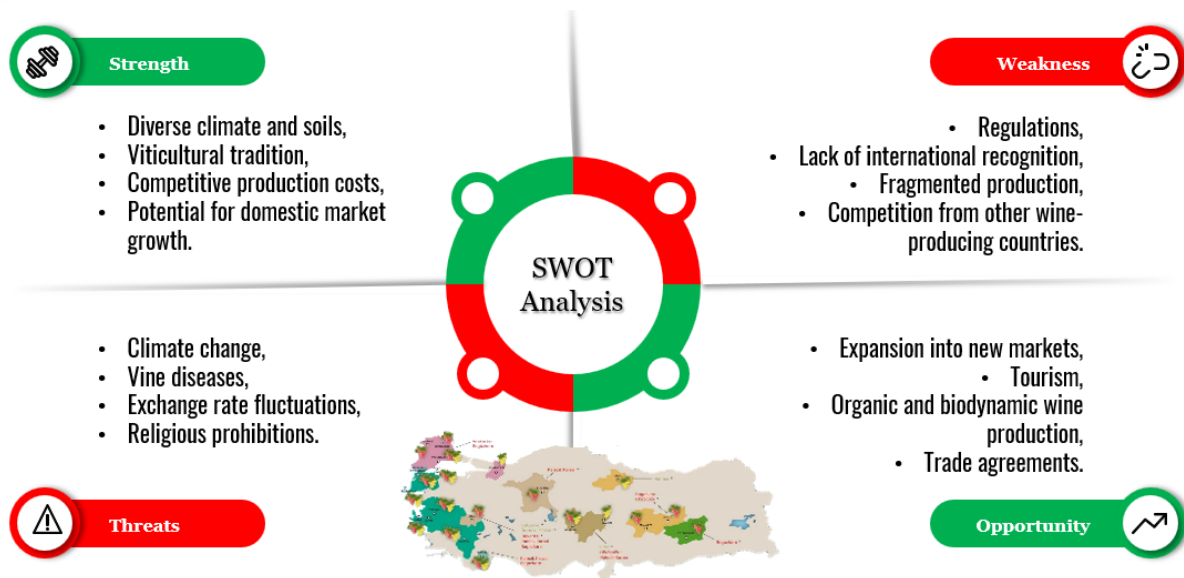 Strength
• Diverse climate and soils,
• Viticultural tradition,
• Competitive production costs,
• Potential for domestic market
growth.
Weakness
• Regulations,
• Lack of international recognition,
• Fragmented production,
• Competition from other wine-
producing countries.
SWOT
Analysis
• Climate change,
• Vine diseases,
• Exchange rate fluctuations,
• Religious prohibitions.
Threats
• Expansion into new markets,
• Tourism,
• Organic and biodynamic wine
production,
• Trade agreements.
Opportunity